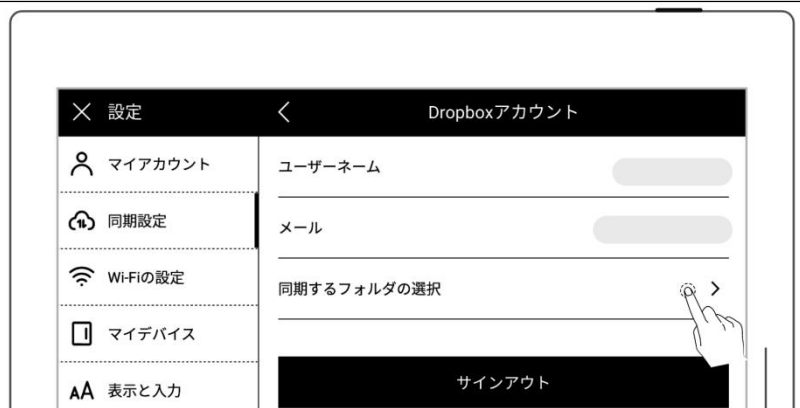 設定
Dropboxアカウント
マイアカウント
同期設定
Wi-Fiの設定
マイデバイス
表示と入力
ユーザーネーム
メール
同期するフォルダの選択
サインアウト